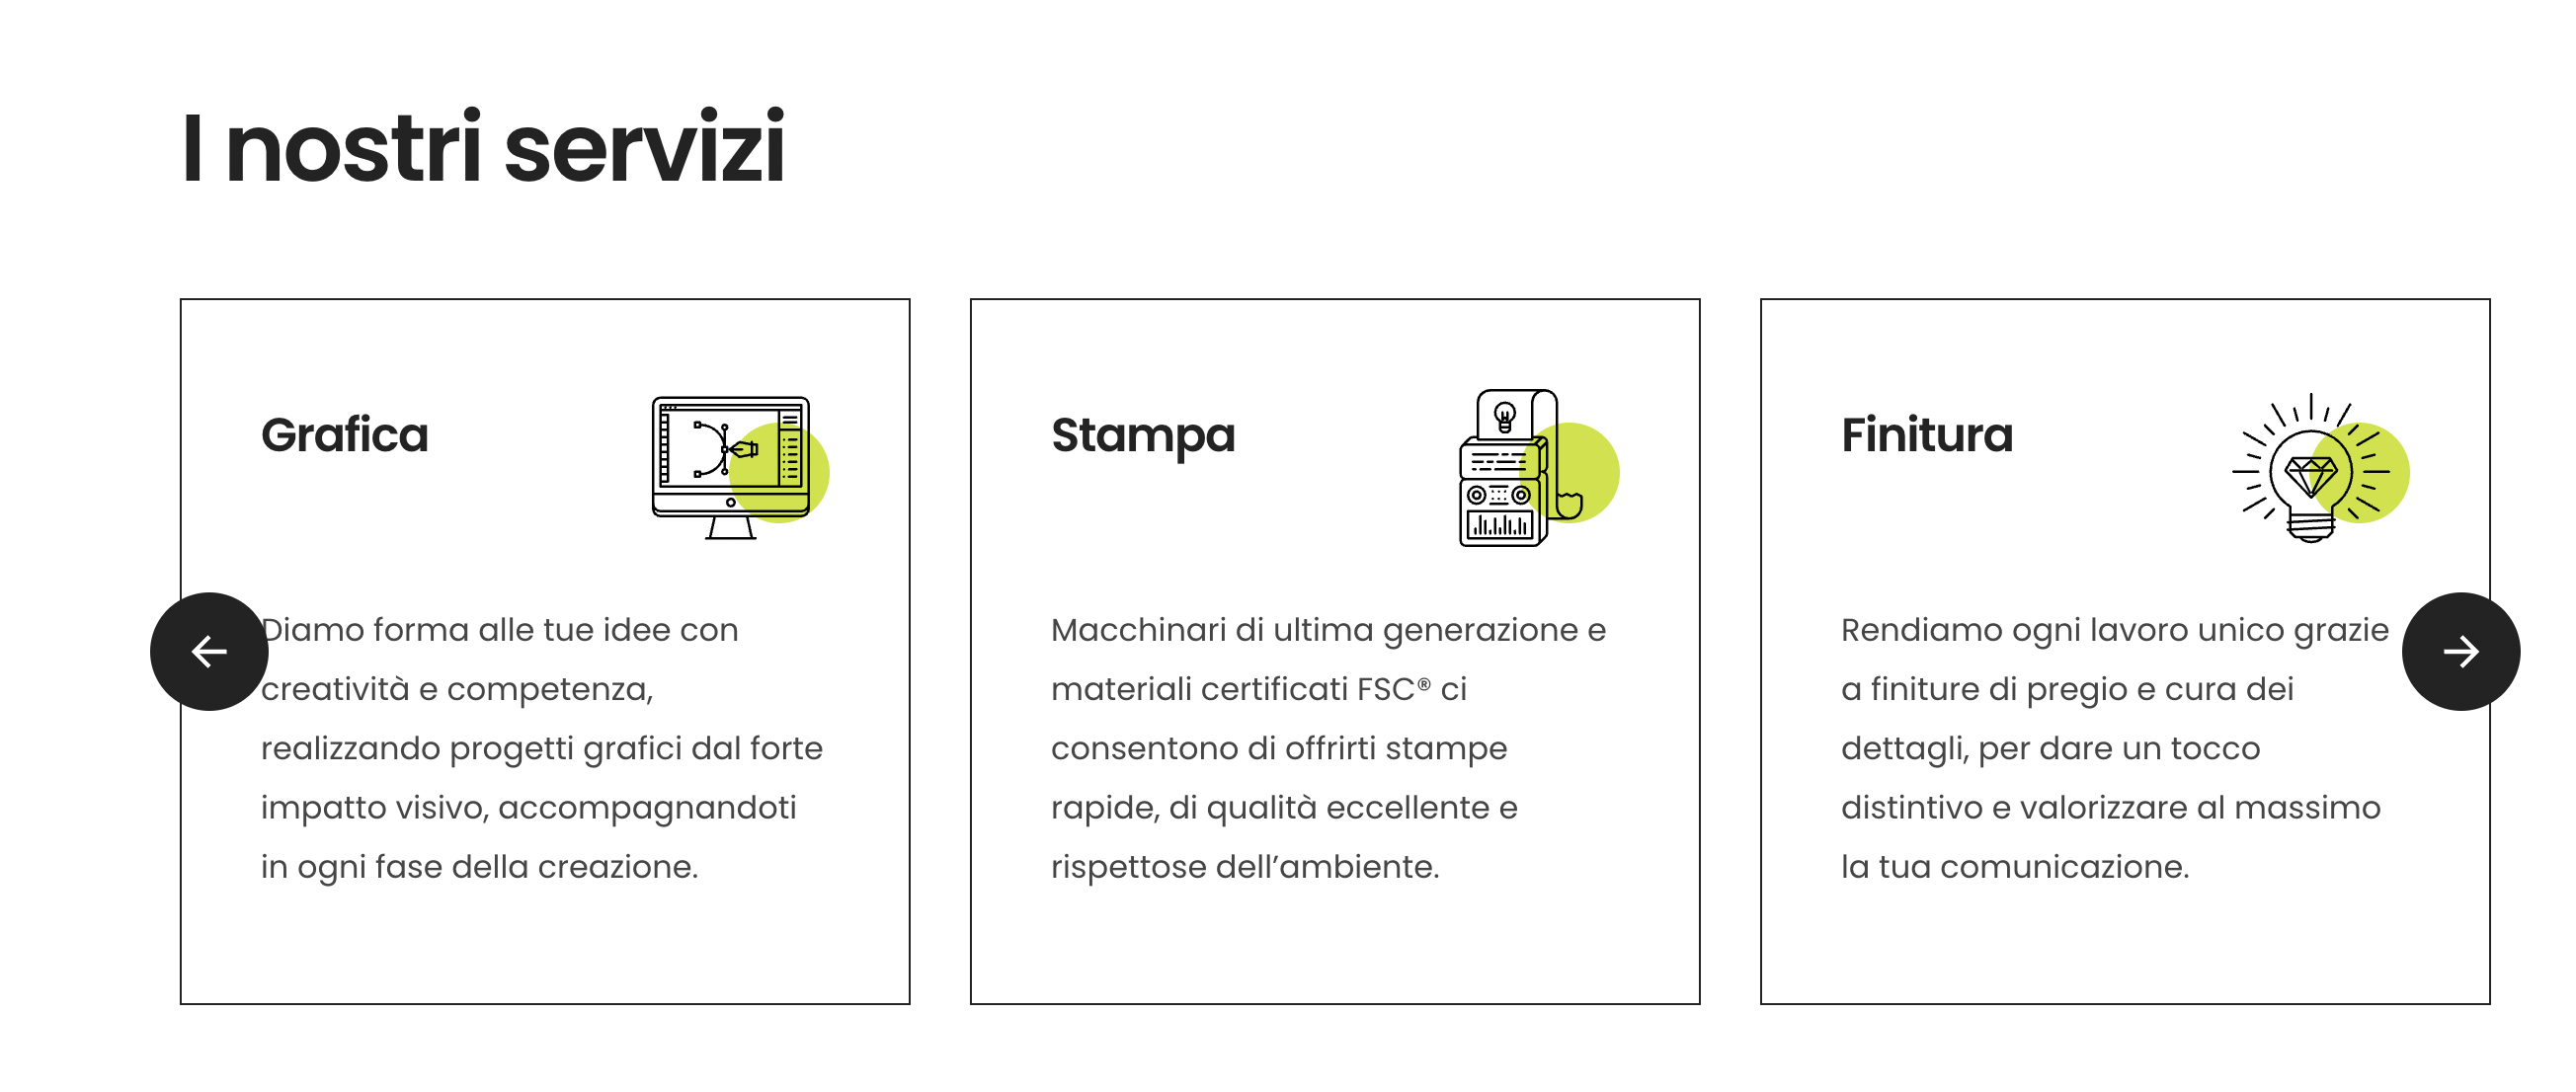 I nostri servizi
Grafica
Diamo forma alle tue idee con
creatività e competenza,
realizzando progetti grafici dal forte
impatto visivo, accompagnandoti
in ogni fase della creazione.
Stampa
Macchinari di ultima generazione e
materiali certificati FSC® ci
consentono di offrirti stampe
rapide, di qualità eccellente e
rispettose dell’ambiente.
Finitura
Rendiamo ogni lavoro unico grazie
a finiture di pregio e cura dei
dettagli, per dare un tocco
distintivo e valorizzare al massimo
la tua comunicazione.